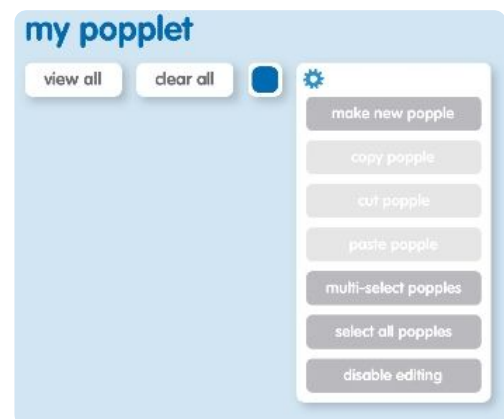 my popplet
view all
clear all
make new popple
copy popple
cut popple
paste popple
multi-select popples
select all popples
disable editing